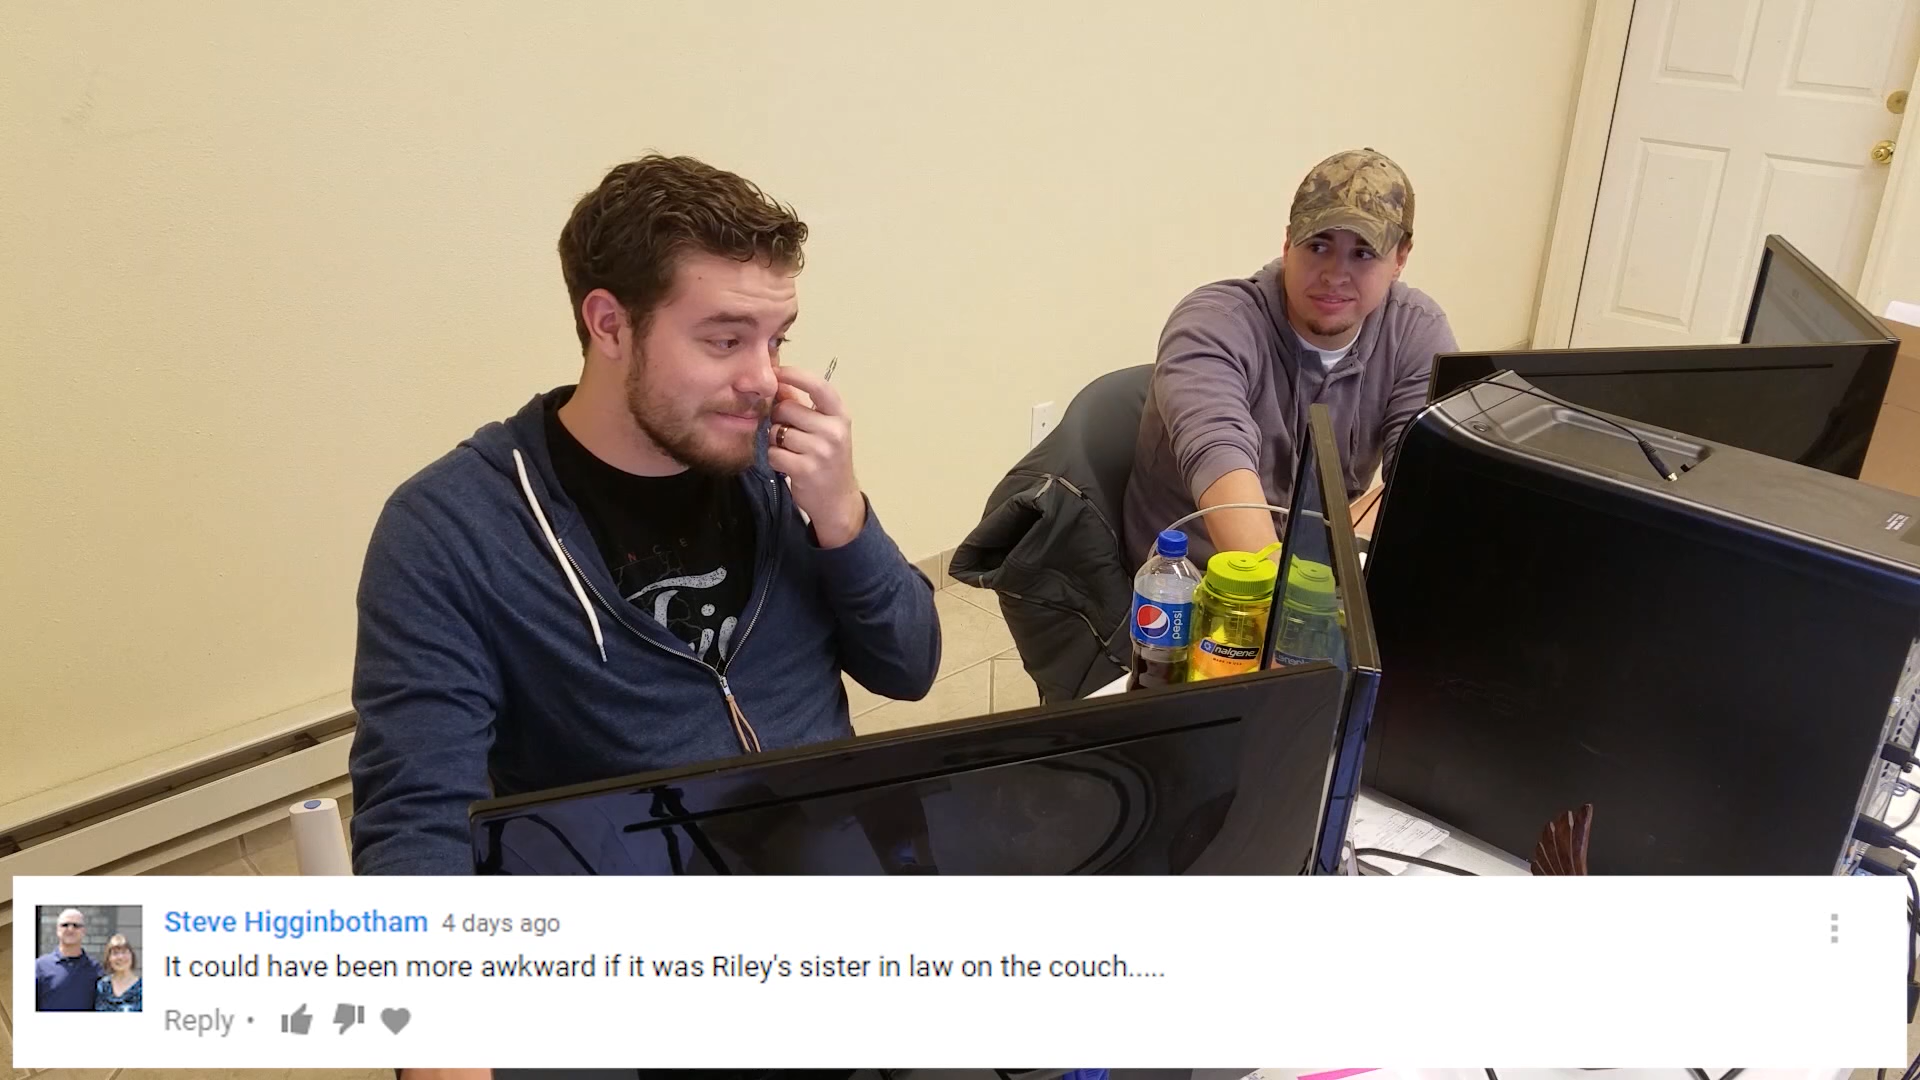 pepsi
nalgene
Steve Higginbotham 4 days ago
It could have been more awkward if it was Riley's sister in law on the couch.....
Reply •